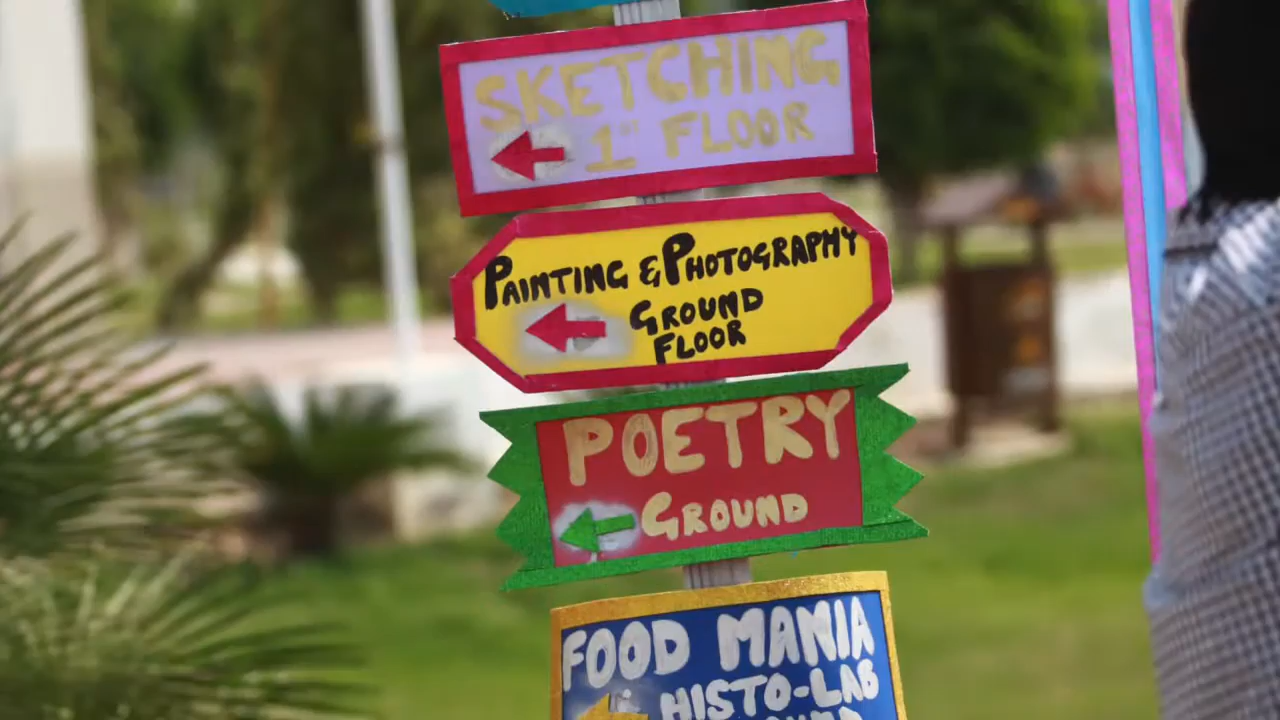 SKETCHING
1st FLOOR
PAINTING & PHOTOGRAPHY
GROUND
FLOOR
POETRY
GROUND
FOOD MANIA
HISTO-LAB